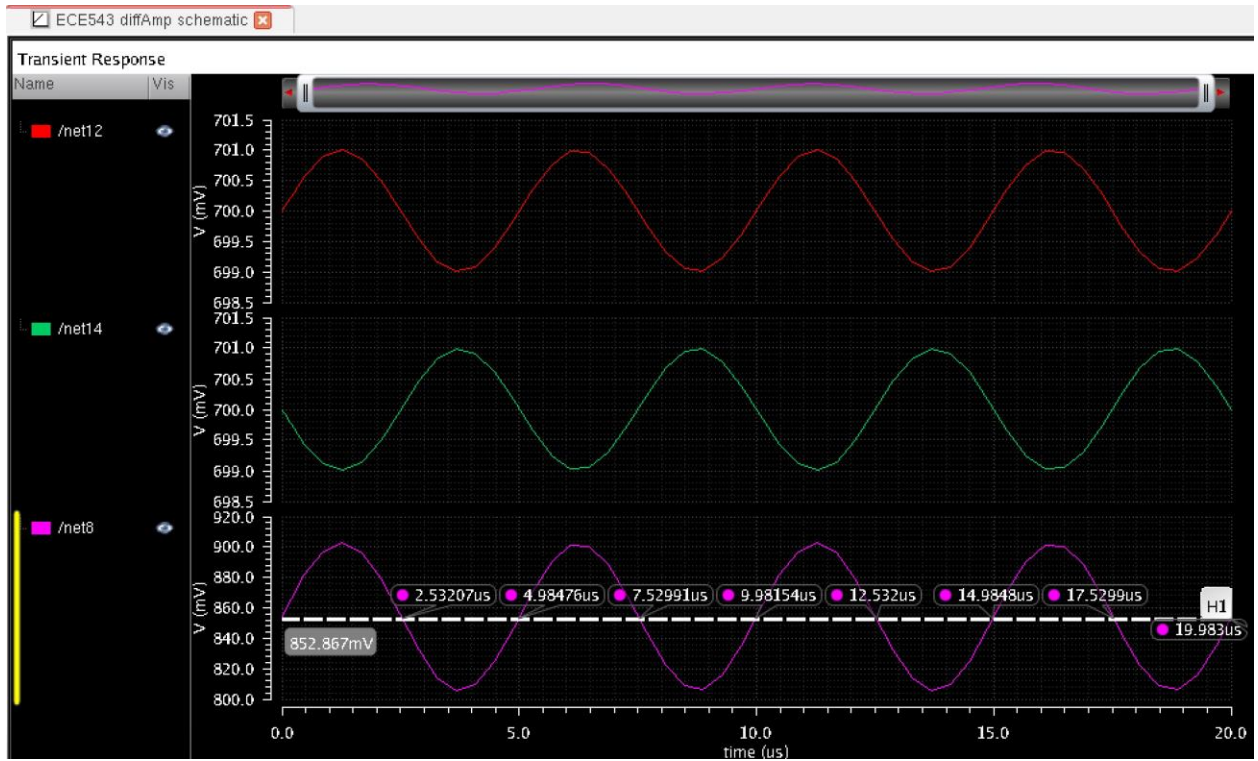 ECE543 diffAmp schematic
Transient Response
Name Vis
/net12
701.5
701.0
700.5
700.0
699.5
699.0
698.5
V (mV)
/net14
701.5
701.0
700.5
700.0
699.5
699.0
698.5
V (mV)
/net8
920.0
900.0
880.0
860.0
840.0
820.0
800.0
V (mV)
2.53207us 4.98476us 7.52991us 9.98154us 12.532us 14.9848us 17.5299us
H1
19.983us
852.867mV
0.0 5.0 10.0 15.0 20.0
time (us)